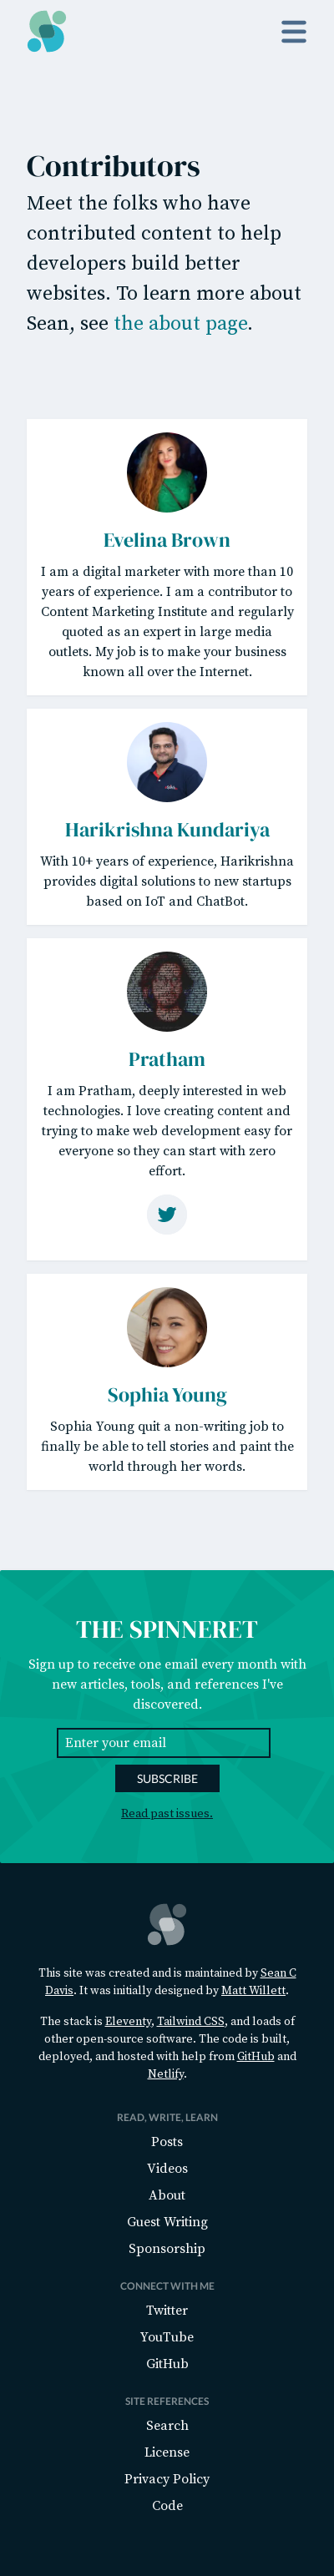 Contributors
Meet the folks who have
contributed content to help
developers build better
websites. To learn more about
Sean, see the about page.
Evelina Brown
I am a digital marketer with more than 10
years of experience. I am a contributor to
Content Marketing Institute and regularly
quoted as an expert in large media
outlets. My job is to make your business
known all over the Internet.
Harikrishna Kundariya
With 10+ years of experience, Harikrishna
provides digital solutions to new startups
based on IoT and ChatBot.
Pratham
I am Pratham, deeply interested in web
technologies. I love creating content and
trying to make web development easy for
everyone so they can start with zero
effort.
Sophia Young
Sophia Young quit a non-writing job to
finally be able to tell stories and paint the
world through her words.
THE SPINNERET
Sign up to receive one email every month with
new articles, tools, and references I've
discovered.
Enter your email
SUBSCRIBE
Read past issues.
This site was created and is maintained by Sean C
Davis. It was initially designed by Matt Willett.
The stack is Eleventy, Tailwind CSS, and loads of
other open-source software. The code is built,
deployed, and hosted with help from GitHub and
Netlify.
READ, WRITE, LEARN
Posts
Videos
About
Guest Writing
Sponsorship
CONNECT WITH ME
Twitter
YouTube
GitHub
SITE REFERENCES
Search
License
Privacy Policy
Code